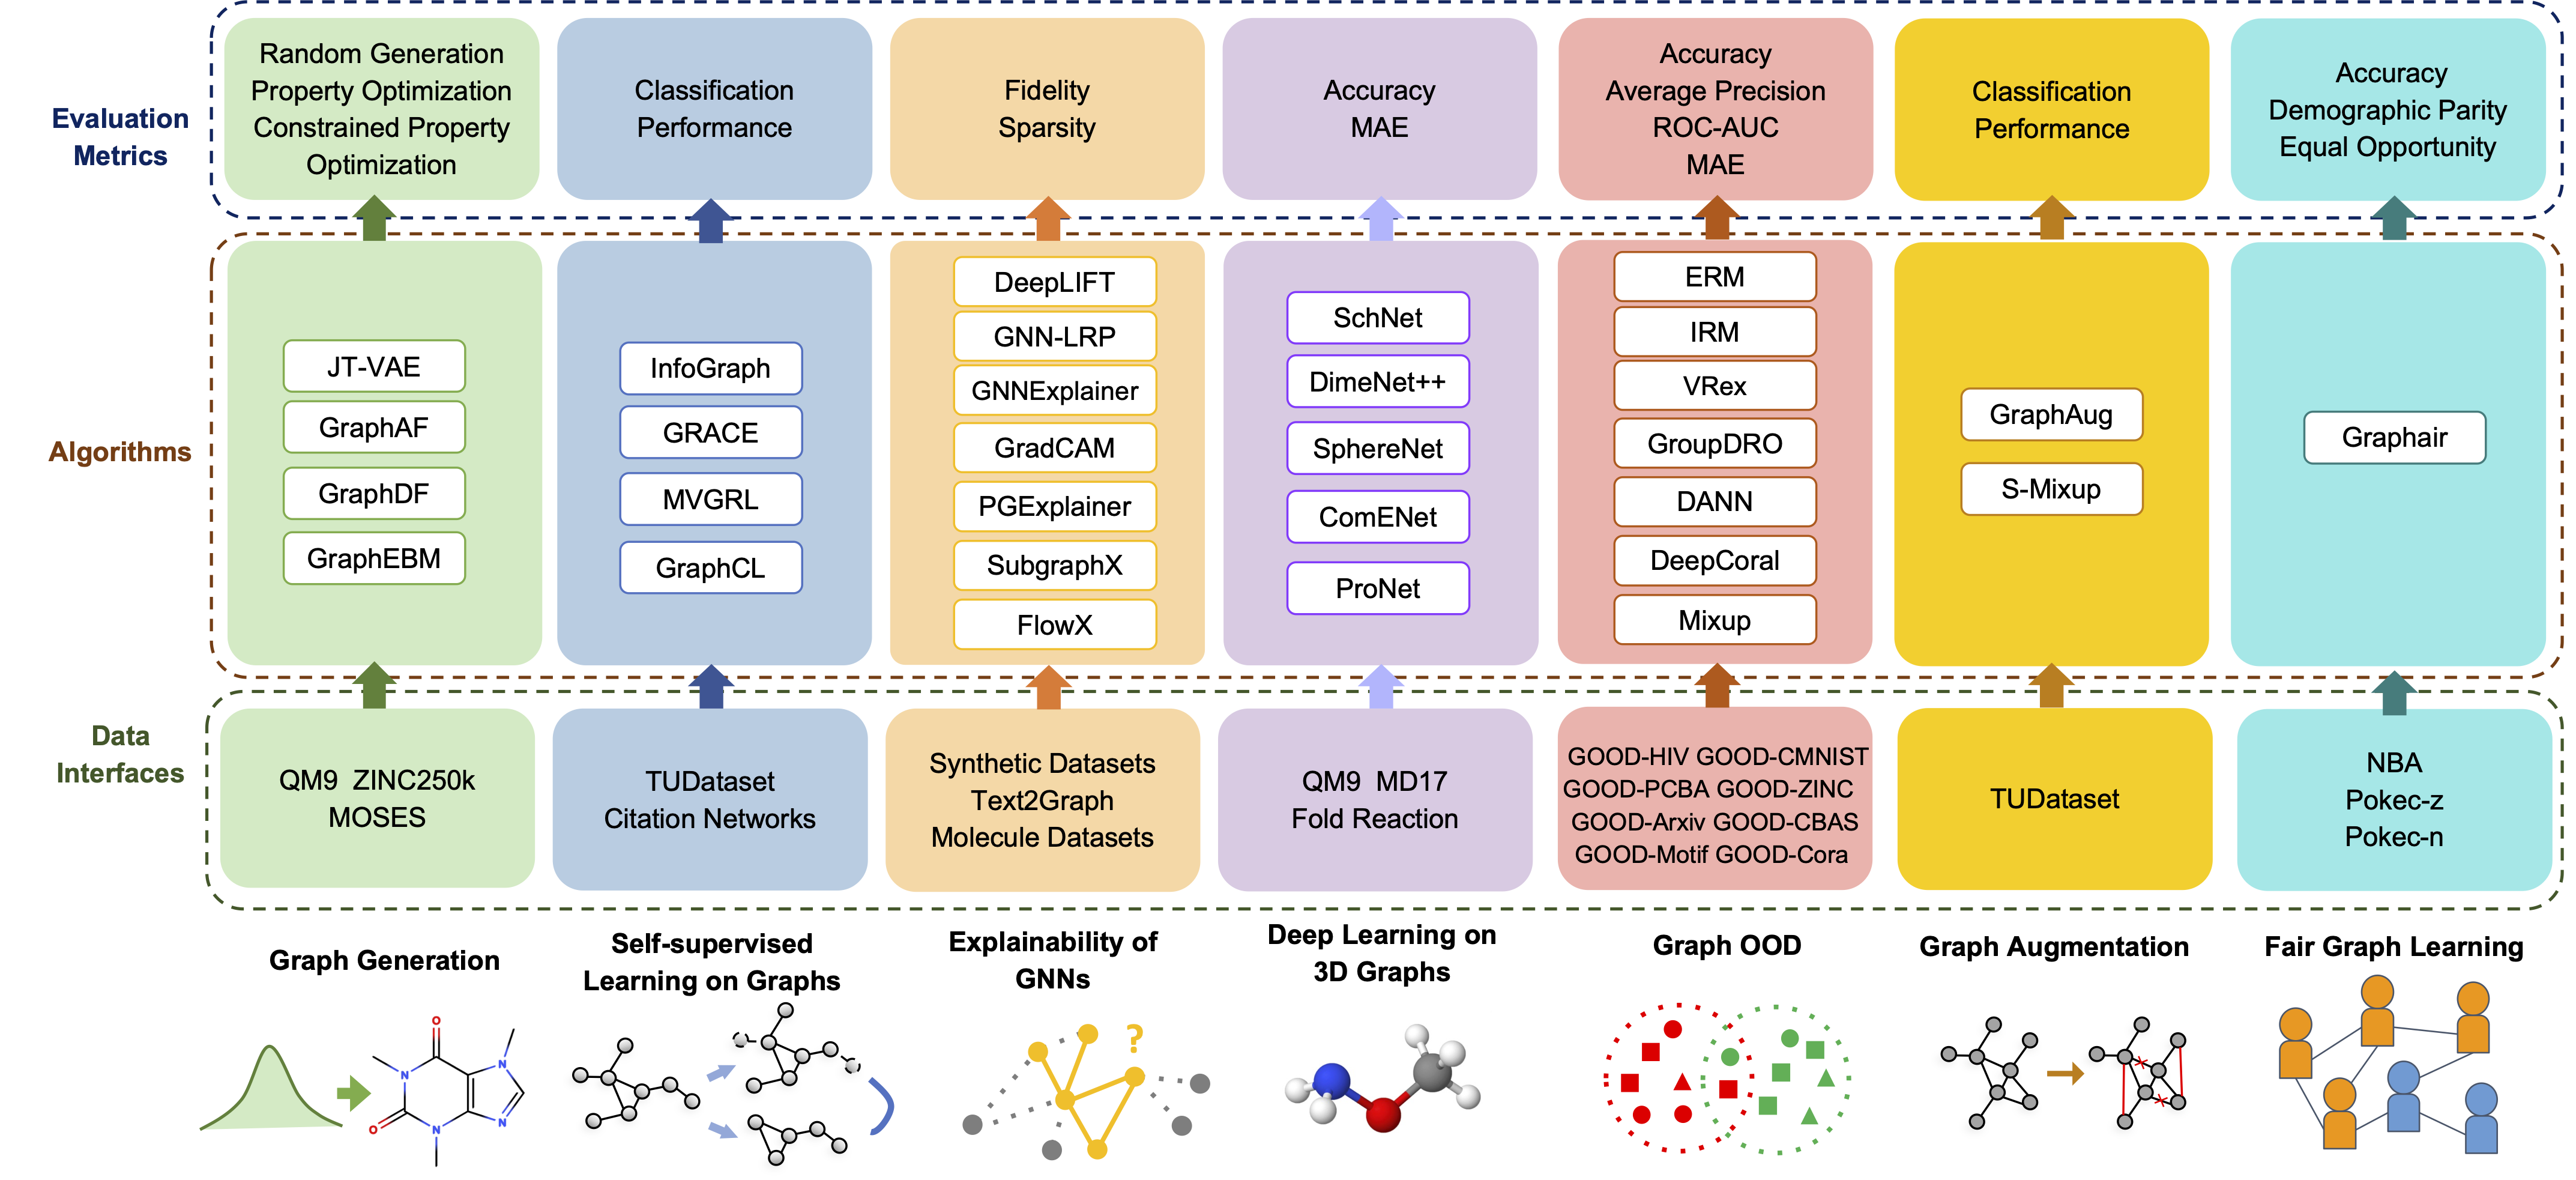 Evaluation
Metrics
Random Generation
Property Optimization
Constrained Property
Optimization
Classification
Performance
Fidelity
Sparsity
Accuracy
MAE
Accuracy
Average Precision
ROC-AUC
MAE
Classification
Performance
Accuracy
Demographic Parity
Equal Opportunity
Algorithms
JT-VAE
GraphAF
GraphDF
GraphEBM
InfoGraph
GRACE
MVGRL
GraphCL
DeepLIFT
GNN-LRP
GNNExplainer
GradCAM
PGExplainer
SubgraphX
FlowX
SchNet
DimeNet++
SphereNet
ComENet
ProNet
ERM
IRM
VRex
GroupDRO
DANN
DeepCoral
Mixup
GraphAug
S-Mixup
Graphair
Data
Interfaces
QM9 ZINC250k
MOSES
TUDataset
Citation Networks
Synthetic Datasets
Text2Graph
Molecule Datasets
QM9 MD17
Fold Reaction
GOOD-HIV GOOD-CMNIST
GOOD-PCBA GOOD-ZINC
GOOD-Arxiv GOOD-CBAS
GOOD-Motif GOOD-Cora
TUDataset
NBA
Pokec-z
Pokec-n
Graph Generation
Self-supervised
Learning on Graphs
Explainability of
GNNs
Deep Learning on
3D Graphs
Graph OOD
Graph Augmentation
Fair Graph Learning
O
N
N
O
N
N
?